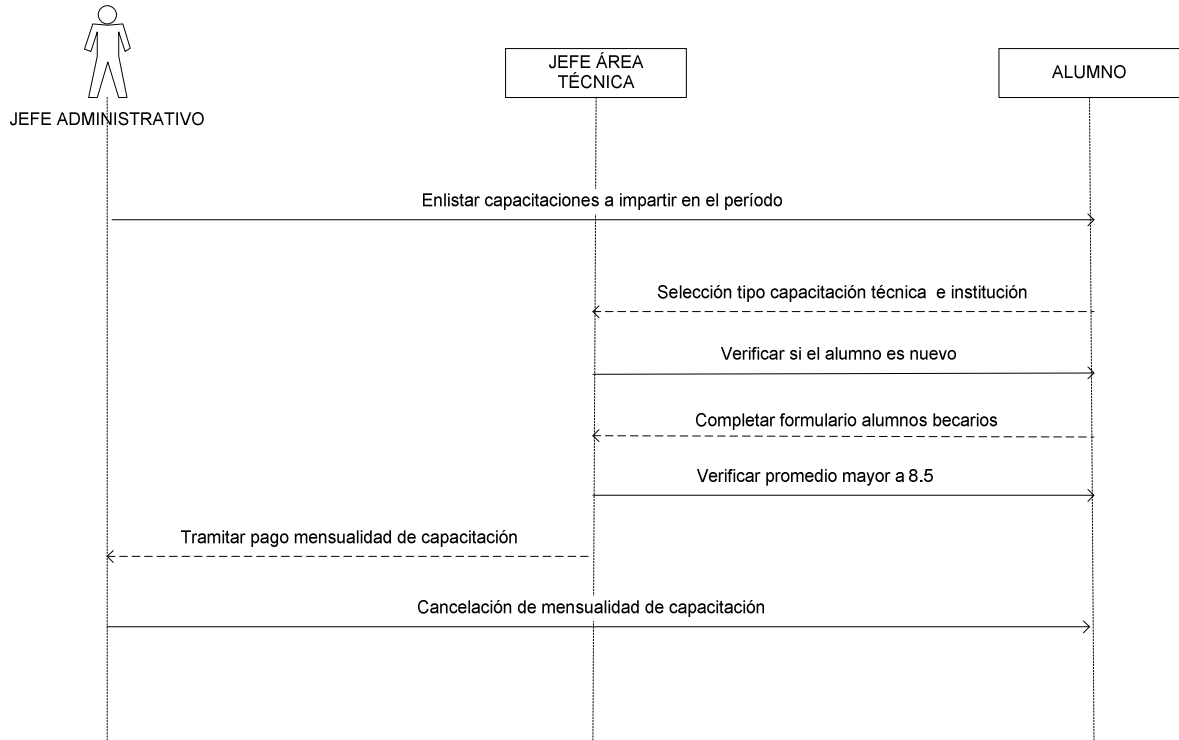 JEFE ÁREA
TÉCNICA
ALUMNO
JEFE ADMINISTRATIVO
Enlistar capacitaciones a impartir en el período
Selección tipo capacitación técnica e institución
Verificar si el alumno es nuevo
Completar formulario alumnos becarios
Verificar promedio mayor a 8.5
Tramitar pago mensualidad de capacitación
Cancelación de mensualidad de capacitación